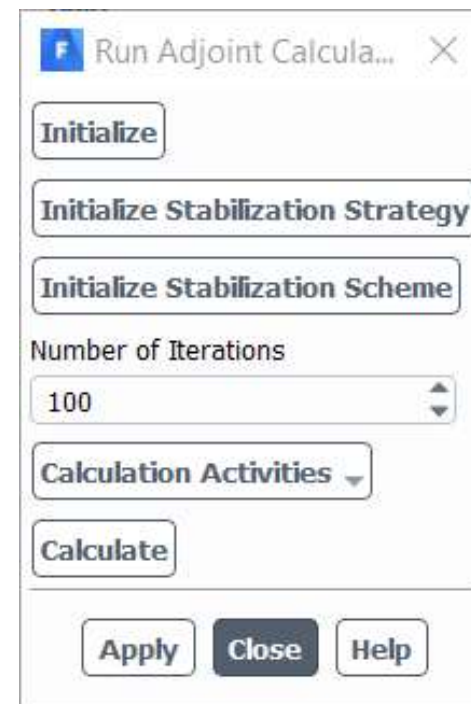 F Run Adjoint Calcula...
Initialize
Initialize Stabilization Strategy
Initialize Stabilization Scheme
Number of Iterations
100
Calculation Activities
Calculate
Apply Close Help